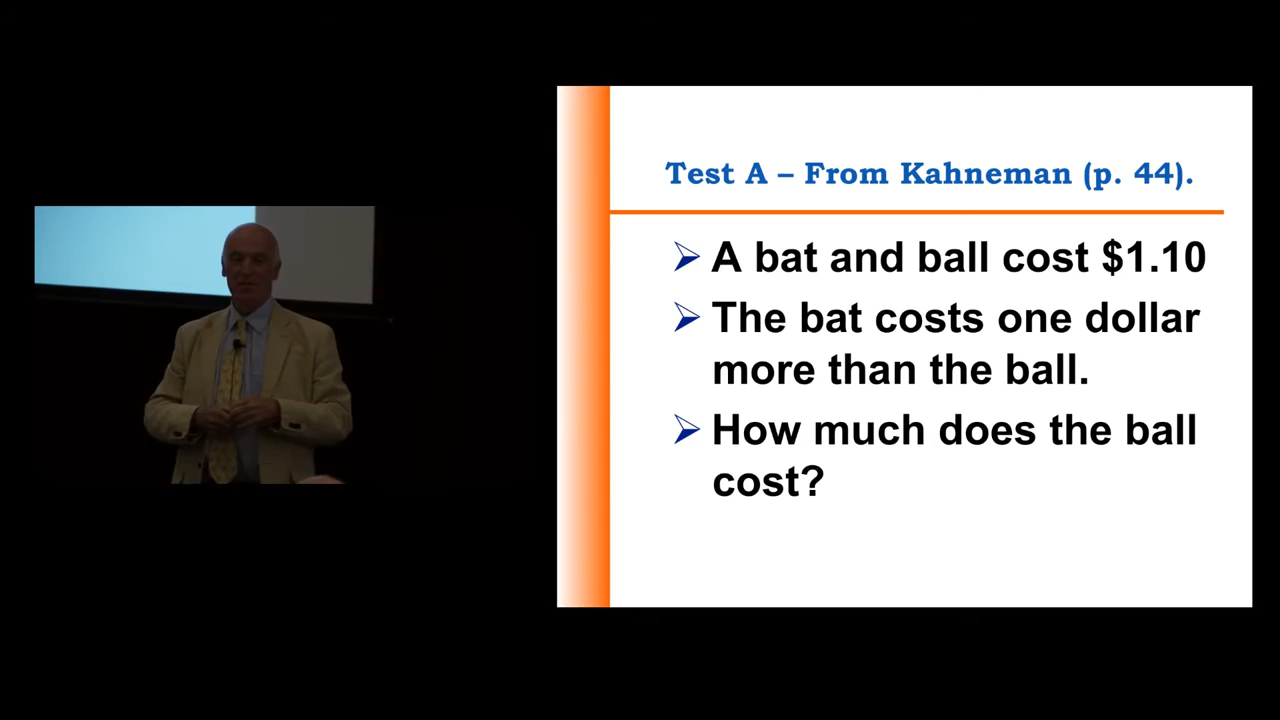 Test A – From Kahneman (p. 44).
➢ A bat and ball cost $1.10
➢ The bat costs one dollar
more than the ball.
➢ How much does the ball
cost?